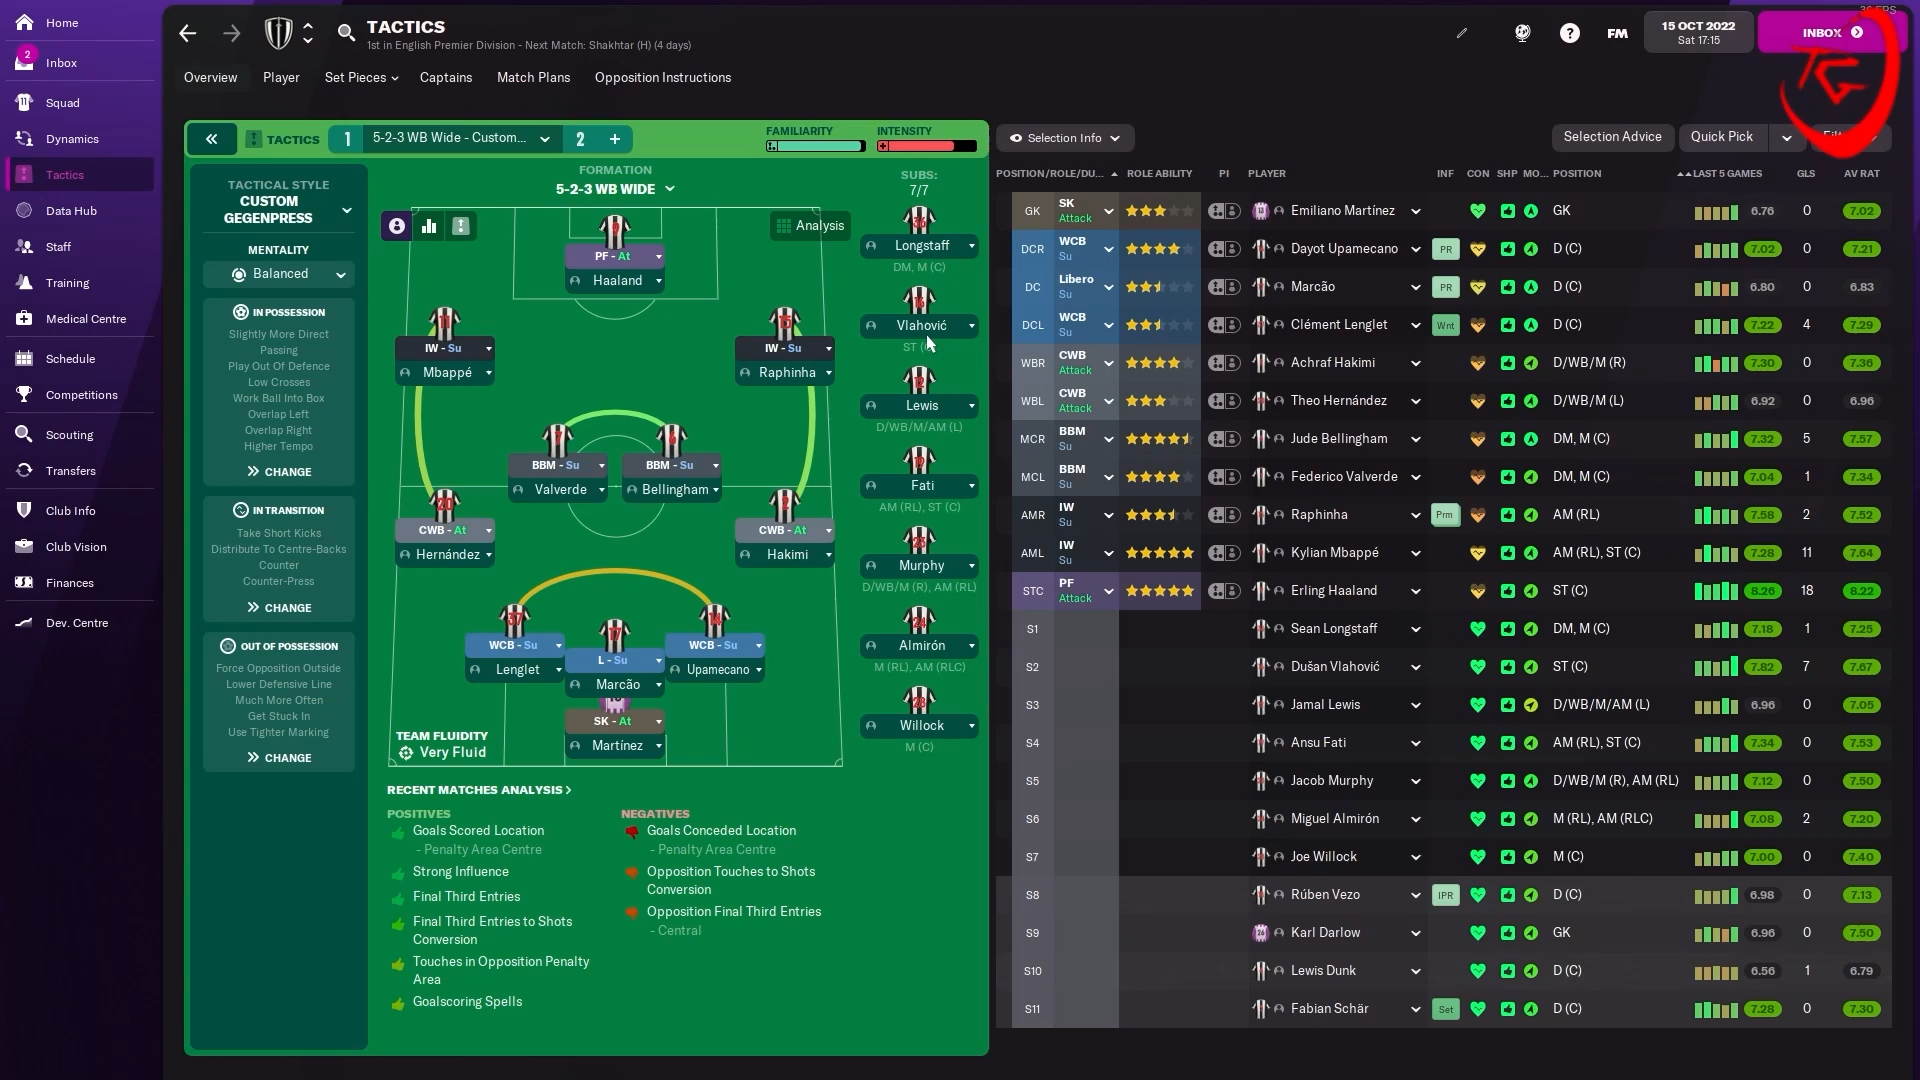 Home
2
Inbox
Squad
Dynamics
Tactics
Data Hub
Staff
Training
Medical Centre
Schedule
Competitions
Scouting
Transfers
Club Info
Club Vision
Finances
Dev. Centre
TACTICS
1st in English Premier Division - Next Match: Shakhtar (H) (4 days)
FM
15 OCT 2022
Sat 17:15
INBOX
TG
Overview
Player
Set Pieces
Captains
Match Plans
Opposition Instructions
TACTICS
1
5-2-3 WB Wide - Custom...
2
FAMILIARITY
INTENSITY
TACTICAL STYLE
CUSTOM
GEGENPRESS
MENTALITY
Balanced
IN POSSESSION
Slightly More Direct
Passing
Play Out Of Defence
Low Crosses
Work Ball Into Box
Overlap Left
Overlap Right
Higher Tempo
CHANGE
IN TRANSITION
Take Short Kicks
Distribute To Centre-Backs
Counter
Counter-Press
CHANGE
OUT OF POSSESSION
Force Opposition Outside
Lower Defensive Line
Much More Often
Get Stuck In
Use Tighter Marking
CHANGE
FORMATION
5-2-3 WB WIDE
Analysis
9
PF - At
Haaland
11
IW - Su
Mbappé
15
IW - Su
Raphinha
7
BBM - Su
Valverde
6
BBM - Su
Bellingham
20
CWB - At
Hernández
2
CWB - At
Hakimi
37
WCB - Su
Lenglet
17
L - Su
Marcão
14
WCB - Su
Upamecano
SK - At
Martínez
TEAM FLUIDITY
Very Fluid
SUBS:
7/7
36
Longstaff
DM, M (C)
16
Vlahović
ST (
12
Lewis
D/WB/M/AM (L)
19
Fati
AM (RL), ST (C)
23
Murphy
D/WB/M (R), AM (RL)
24
Almirón
M (RL), AM (RLC)
28
Willock
M (C)
RECENT MATCHES ANALYSIS >
POSITIVES
Goals Scored Location
- Penalty Area Centre
Strong Influence
Final Third Entries
Final Third Entries to Shots
Conversion
Touches in Opposition Penalty
Area
Goalscoring Spells
NEGATIVES
Goals Conceded Location
- Penalty Area Centre
Opposition Touches to Shots
Conversion
Opposition Final Third Entries
- Central
Selection Info
Selection Advice
Quick Pick
POSITION/ROLE/DU... ROLE ABILITY PI PLAYER INF CON SHP MO... POSITION LAST 5 GAMES GLS AV RAT
GK SK Attack Emiliano Martínez GK 6.76 0 7.02
DCR WCB Su Dayot Upamecano PR D (C) 7.02 0 7.21
DC Libero Su Marcão PR D (C) 6.80 0 6.83
DCL WCB Su Clément Lenglet Wnt D (C) 7.22 4 7.29
WBR CWB Attack Achraf Hakimi D/WB/M (R) 7.30 0 7.36
WBL CWB Attack Theo Hernández D/WB/M (L) 6.92 0 6.96
MCR BBM Su Jude Bellingham DM, M (C) 7.32 5 7.57
MCL BBM Su Federico Valverde DM, M (C) 7.04 1 7.34
AMR IW Su Raphinha Prm AM (RL) 7.58 2 7.52
AML IW Su Kylian Mbappé AM (RL), ST (C) 7.28 11 7.64
STC PF Attack Erling Haaland ST (C) 8.26 18 8.22
S1 Sean Longstaff DM, M (C) 7.18 1 7.25
S2 Dušan Vlahović ST (C) 7.82 7 7.67
S3 Jamal Lewis D/WB/M/AM (L) 6.96 0 7.05
S4 Ansu Fati AM (RL), ST (C) 7.34 0 7.53
S5 Jacob Murphy D/WB/M (R), AM (RL) 7.12 0 7.50
S6 Miguel Almirón M (RL), AM (RLC) 7.08 2 7.20
S7 Joe Willock M (C) 7.00 0 7.40
S8 Rúben Vezo IPR D (C) 6.98 0 7.13
S9 Karl Darlow GK 6.96 0 7.50
S10 Lewis Dunk D (C) 6.56 1 6.79
S11 Fabian Schär Set D (C) 7.28 0 7.30